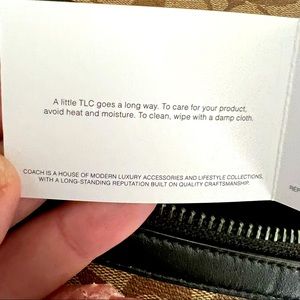 A little TLC goes a long way. To care for your product,
avoid heat and moisture. To clean, wipe with a damp cloth.
COACH IS A HOUSE OF MODERN LUXURY ACCESSORIES AND LIFESTYLE COLLECTIONS,
WITH A LONG-STANDING REPUTATION BUILT ON QUALITY CRAFTSMANSHIP.